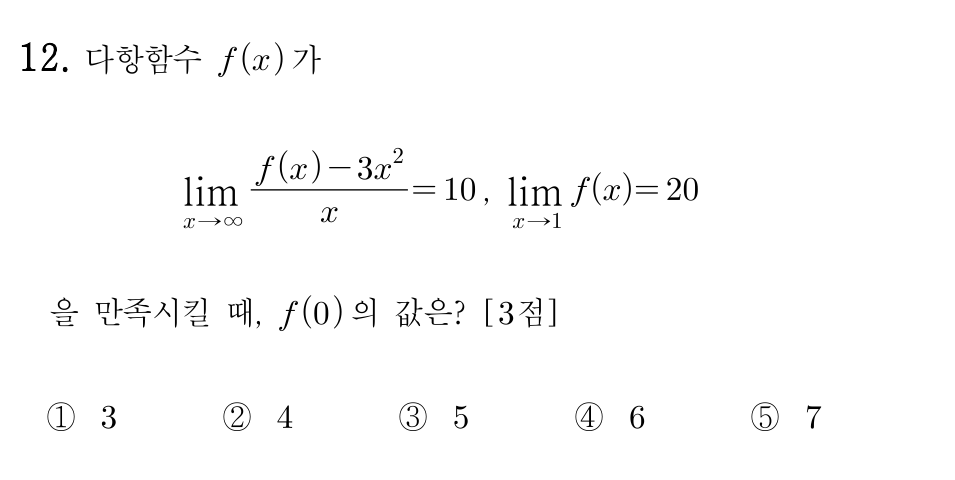 12. 다항함수 f(x)가
lim_{x→∞} (f(x)−3x²)/x = 10, lim_{x→1} f(x)=20
을 만족시킬 때, f(0)의 값은? [3점]
① 3 ② 4 ③ 5 ④ 6 ⑤ 7